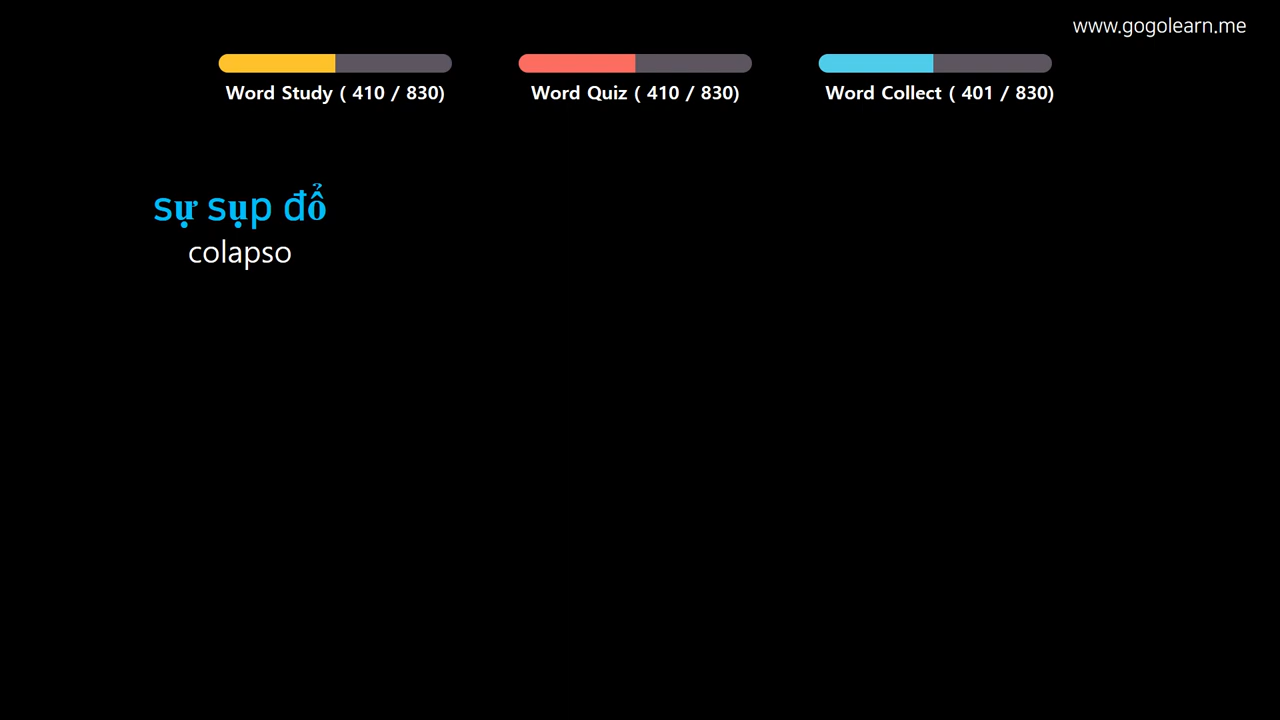 www.gogolearn.me
Word Study ( 410 / 830)
Word Quiz ( 410 / 830)
Word Collect ( 401 / 830)
sự sụp đổ
colapso